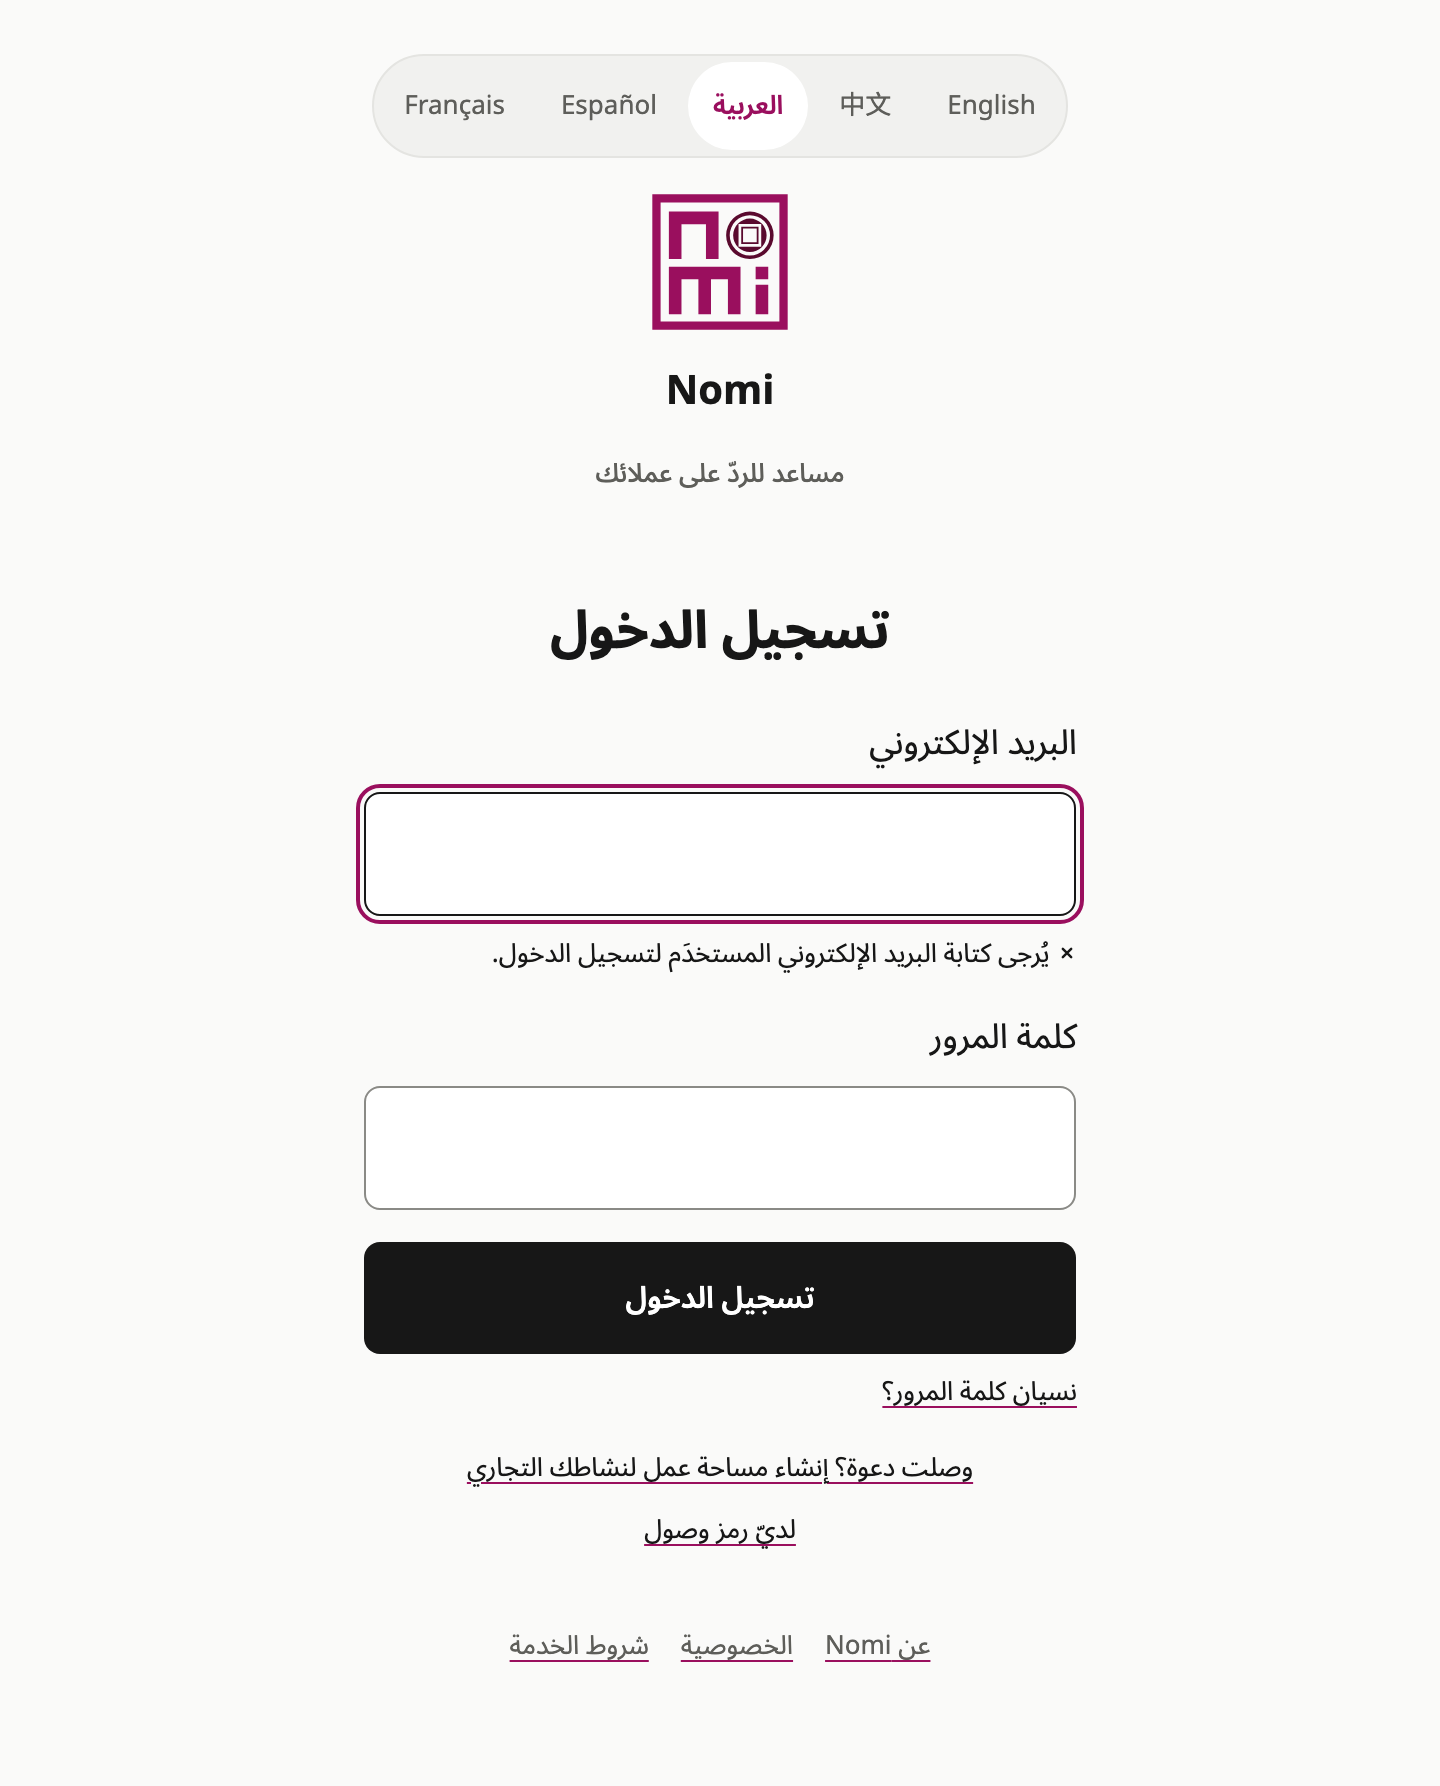 English 中文 العربية Español Français
nomi
Nomi
مساعد للردّ على عملائك
تسجيل الدخول
البريد الإلكتروني
× يُرجى كتابة البريد الإلكتروني المستخدَم لتسجيل الدخول.
كلمة المرور
تسجيل الدخول
نسيان كلمة المرور؟
وصلت دعوة؟ إنشاء مساحة عمل لنشاطك التجاري
لديّ رمز وصول
عن Nomi الخصوصية شروط الخدمة